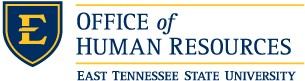 E
OFFICE of
HUMAN RESOURCES
EAST TENNESSEE STATE UNIVERSITY